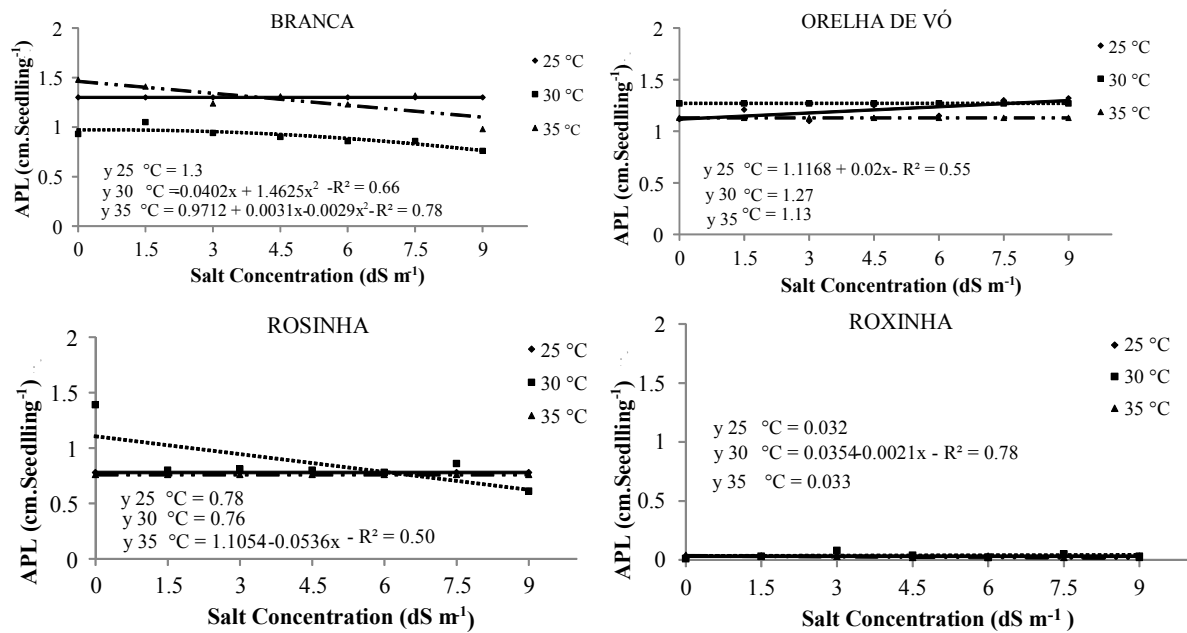 BRANCA
APL (cm.Seedlling⁻¹)
2
1.5
1
0.5
0
25 °C
30 °C
35 °C
y 25 °C = 1.3
y 30 °C =-0.0402x + 1.4625x² -R² = 0.66
y 35 °C = 0.9712 + 0.0031x-0.0029x²-R² = 0.78
0 1.5 3 4.5 6 7.5 9
Salt Concentration (dS m⁻¹)
ORELHA DE VÓ
APL (cm.Seedlling⁻¹)
2
1.5
1
0.5
0
25 °C
30 °C
35 °C
y 25 °C = 1.1168 + 0.02x- R² = 0.55
y 30 °C = 1.27
y 35 °C = 1.13
0 1.5 3 4.5 6 7.5 9
Salt Concentration (dS m⁻¹)
ROSINHA
APL (cm.Seedlling⁻¹)
2
1.5
1
0.5
0
25 °C
30 °C
35 °C
y 25 °C = 0.78
y 30 °C = 0.76
y 35 °C = 1.1054-0.0536x - R² = 0.50
0 1.5 3 4.5 6 7.5 9
Salt Concentration (dS m⁻¹)
ROXINHA
APL (cm.Seedlling⁻¹)
2
1.5
1
0.5
0
25 °C
30 °C
35 °C
y 25 °C = 0.032
y 30 °C = 0.0354-0.0021x - R² = 0.78
y 35 °C = 0.033
0 1.5 3 4.5 6 7.5 9
Salt Concentration (dS m⁻¹ )